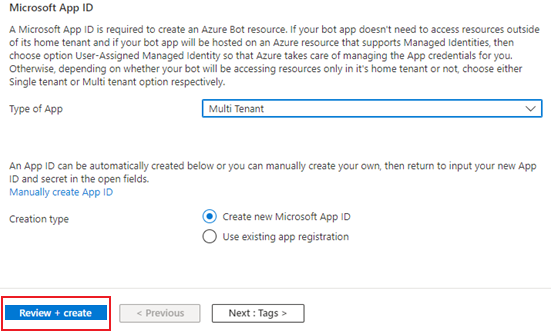 Microsoft App ID
A Microsoft App ID is required to create an Azure Bot resource. If your bot app doesn't need to access resources outside
of its home tenant and if your bot app will be hosted on an Azure resource that supports Managed Identities, then
choose option User-Assigned Managed Identity so that Azure takes care of managing the App credentials for you.
Otherwise, depending on whether your bot will be accessing resources only in it's home tenant or not, choose either
Single tenant or Multi tenant option respectively.
Type of App
Multi Tenant
An App ID can be automatically created below or you can manually create your own, then return to input your new App
ID and secret in the open fields.
Manually create App ID
Creation type
Create new Microsoft App ID
Use existing app registration
Review + create
< Previous
Next : Tags >